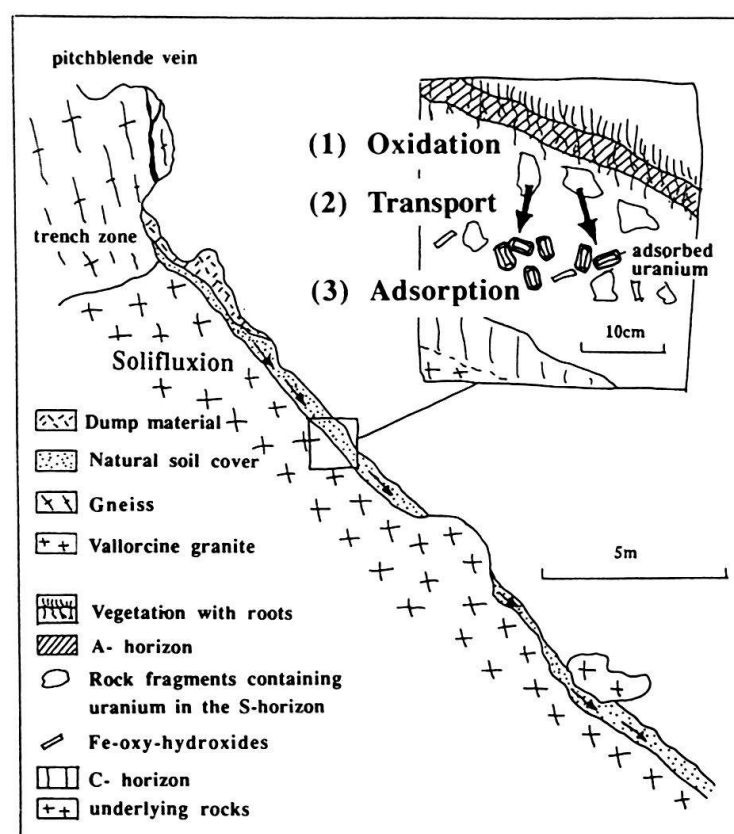 pitchblende vein
(1) Oxidation
(2) Transport
trench zone
adsorbed
uranium
(3) Adsorption
10cm
Solifluxion
Dump material
Natural soil cover
Gneiss
Vallorcine granite
5m
Vegetation with roots
A- horizon
Rock fragments containing
uranium in the S-horizon
Fe-oxy-hydroxides
C- horizon
underlying rocks